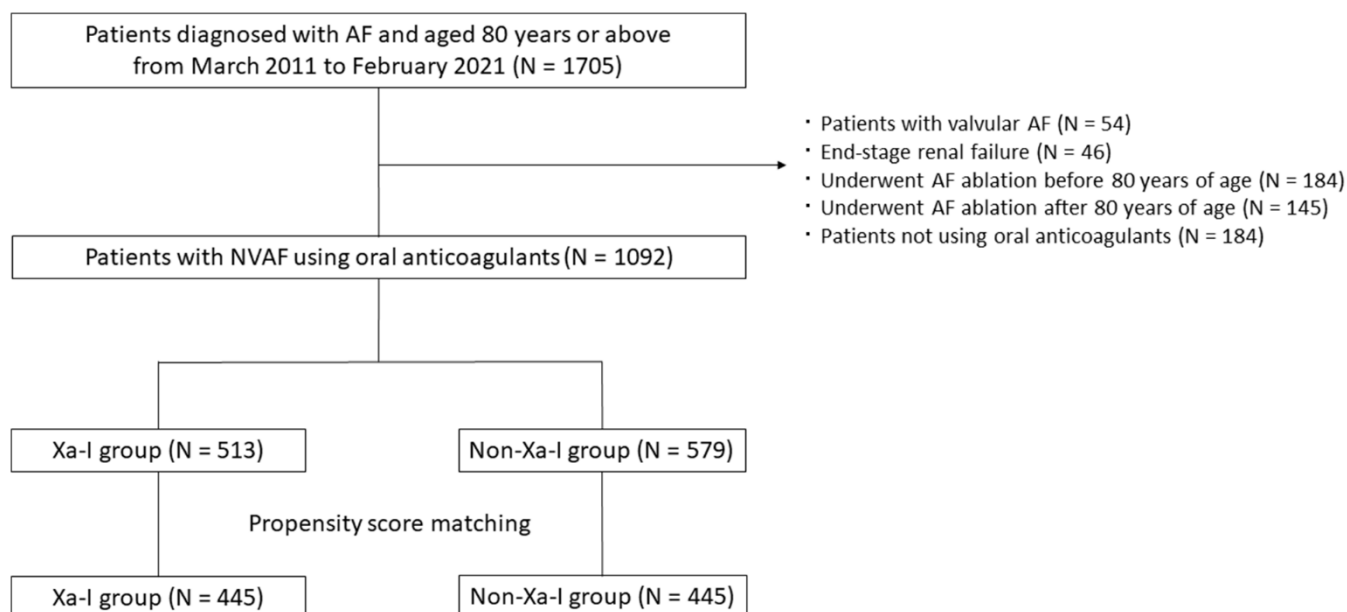 Patients diagnosed with AF and aged 80 years or above
from March 2011 to February 2021 (N = 1705)
・Patients with valvular AF (N = 54)
・End-stage renal failure (N = 46)
・Underwent AF ablation before 80 years of age (N = 184)
・Underwent AF ablation after 80 years of age (N = 145)
・Patients not using oral anticoagulants (N = 184)
Patients with NVAF using oral anticoagulants (N = 1092)
Xa-I group (N = 513)
Non-Xa-I group (N = 579)
Propensity score matching
Xa-I group (N = 445)
Non-Xa-I group (N = 445)